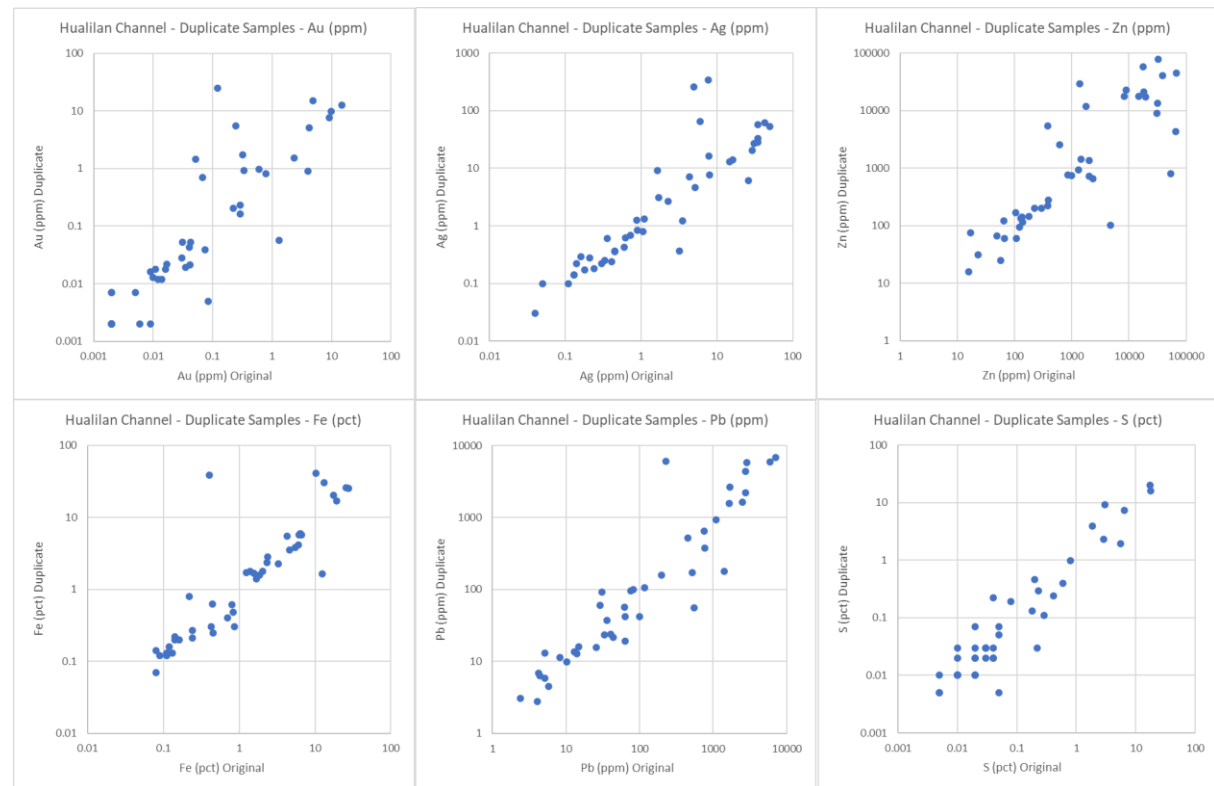 Hualilan Channel - Duplicate Samples - Au (ppm)
100
10
1
0.1
0.01
0.001
Au (ppm) Duplicate
0.001 0.01 0.1 1 10 100
Au (ppm) Original
Hualilan Channel - Duplicate Samples - Ag (ppm)
1000
100
10
1
0.1
0.01
Ag (ppm) Duplicate
0.01 0.1 1 10 100
Ag (ppm) Original
Hualilan Channel - Duplicate Samples - Zn (ppm)
100000
10000
1000
100
10
1
Zn (ppm) Duplicate
1 10 100 1000 10000 100000
Zn (ppm) Original
Hualilan Channel - Duplicate Samples - Fe (pct)
100
10
1
0.1
0.01
Fe (pct) Duplicate
0.01 0.1 1 10 100
Fe (pct) Original
Hualilan Channel - Duplicate Samples - Pb (ppm)
10000
1000
100
10
1
Pb (ppm) Duplicate
1 10 100 1000 10000
Pb (ppm) Original
Hualilan Channel - Duplicate Samples - S (pct)
100
10
1
0.1
0.01
0.001
S (pct) Duplicate
0.001 0.01 0.1 1 10 100
S (pct) Original